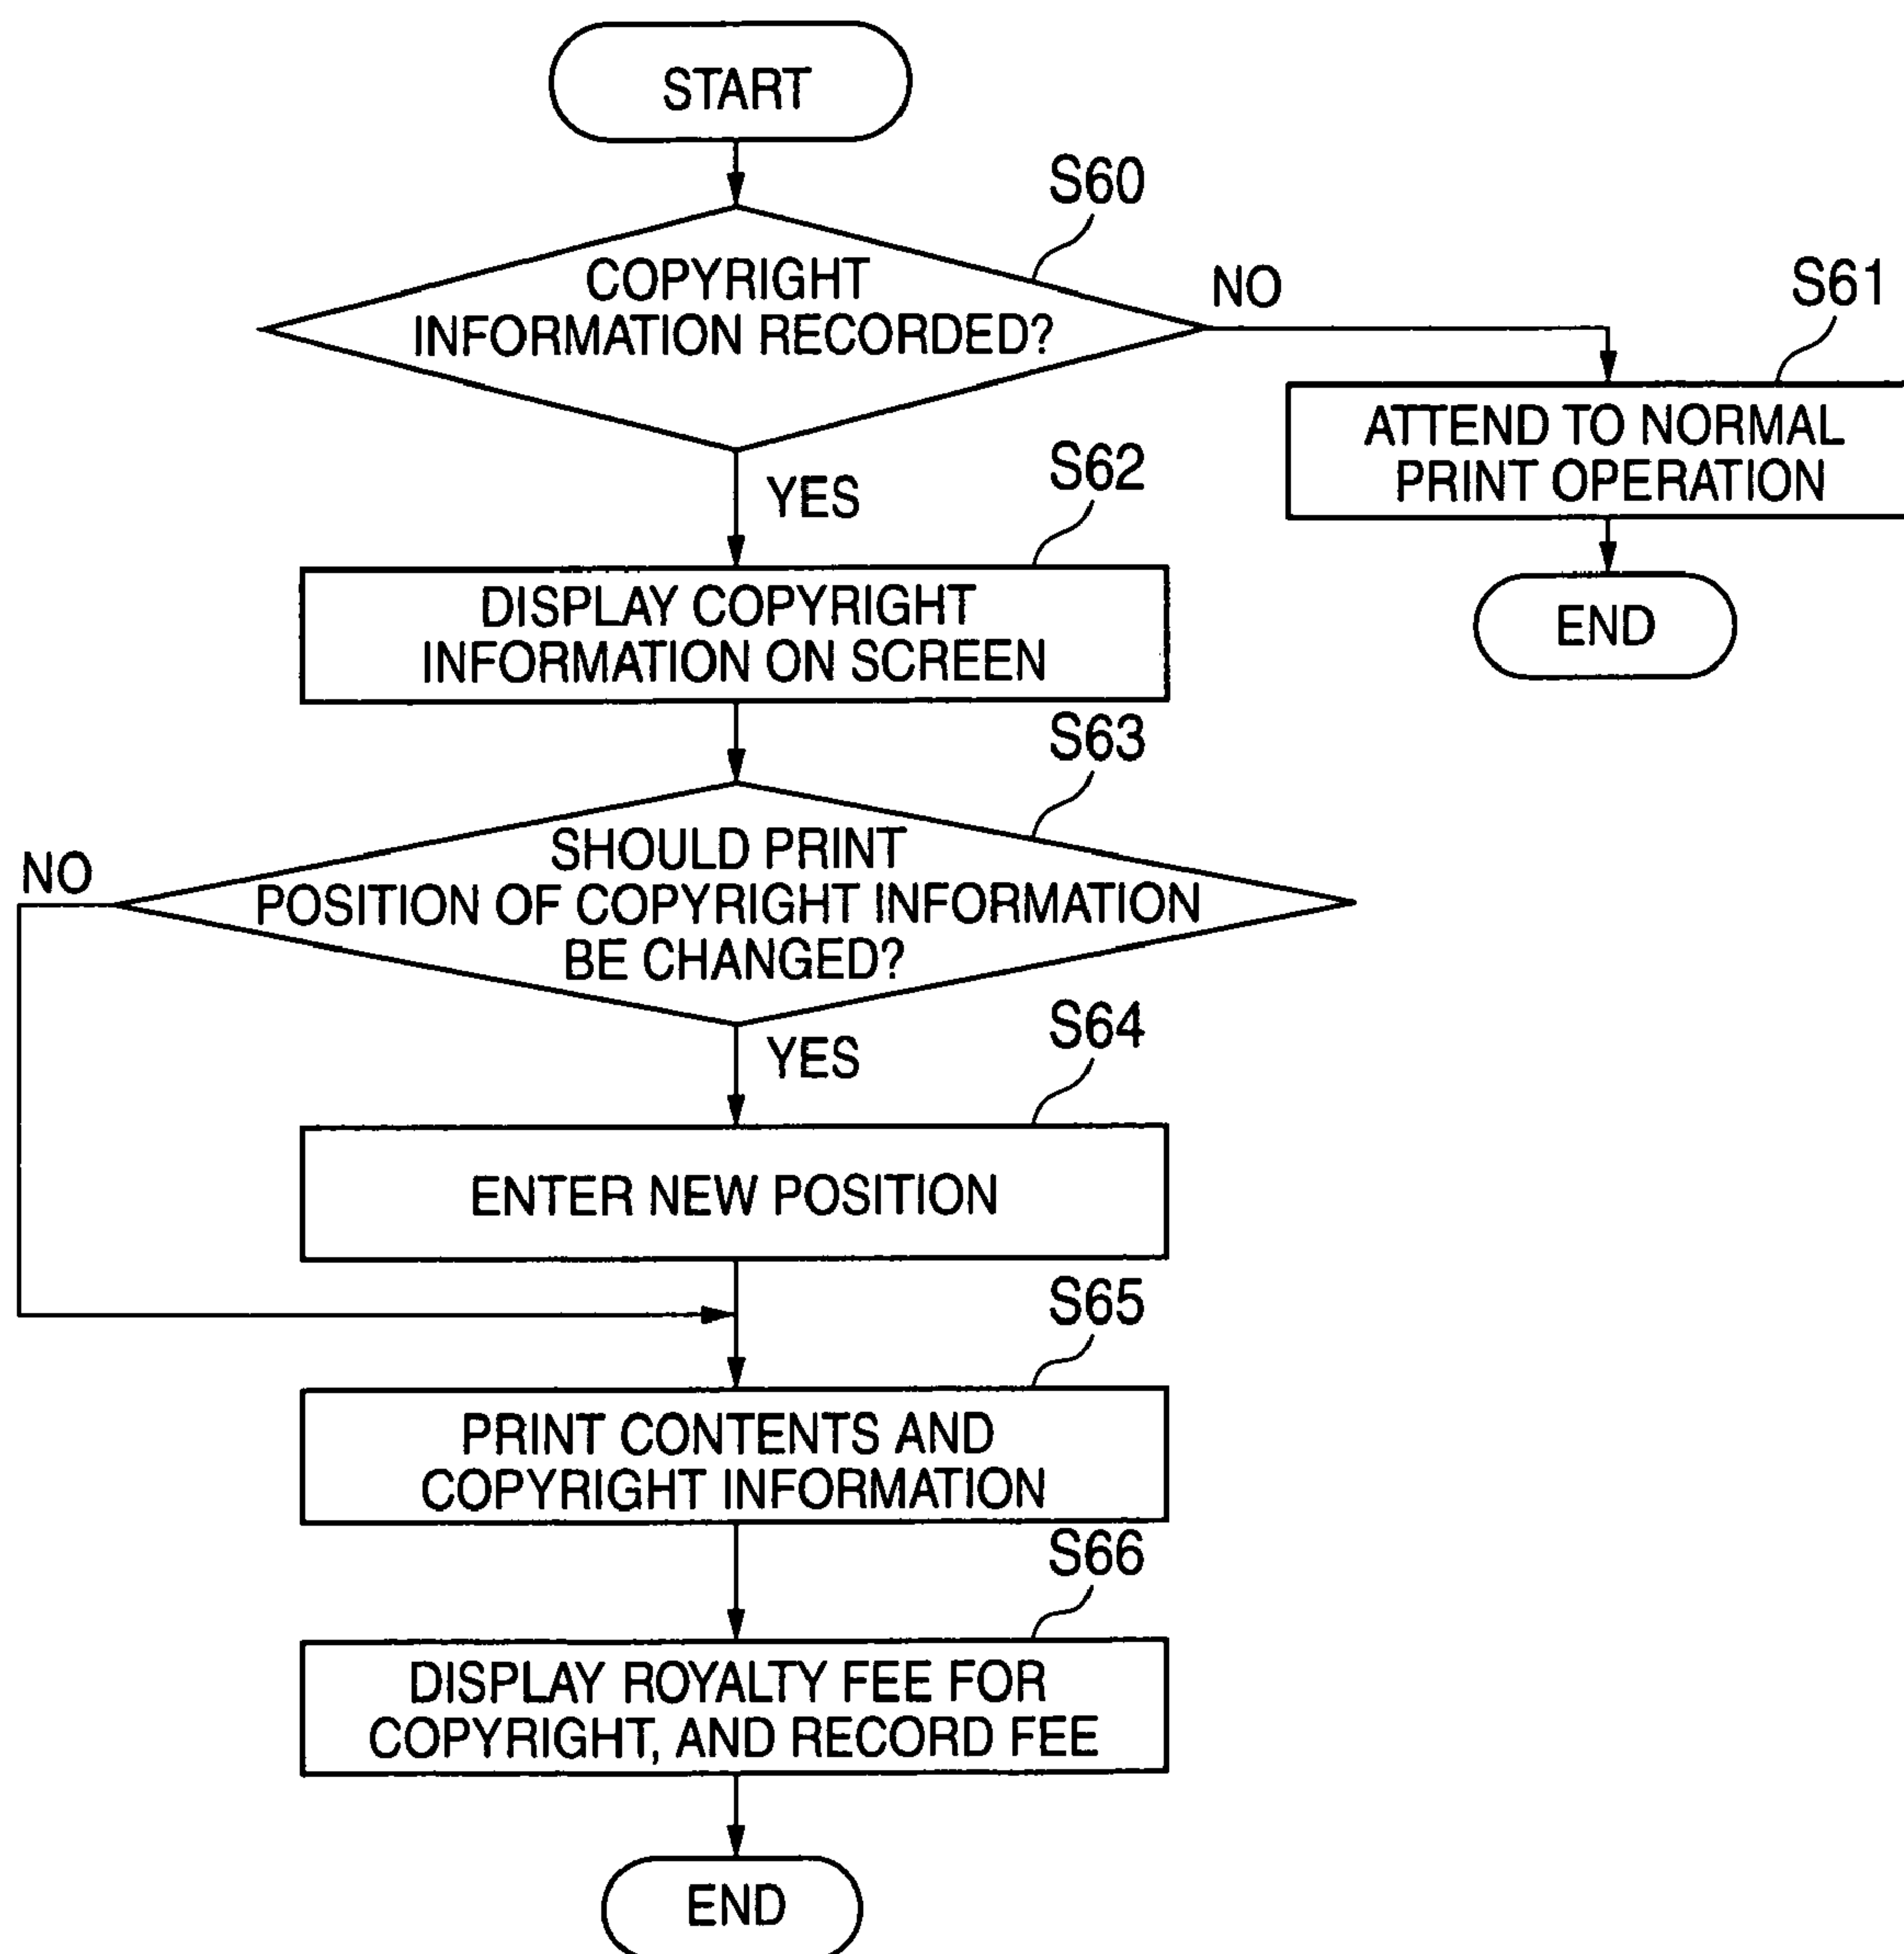 START
S60
COPYRIGHT
INFORMATION RECORDED?
NO
S61
ATTEND TO NORMAL
PRINT OPERATION
END
YES
S62
DISPLAY COPYRIGHT
INFORMATION ON SCREEN
S63
SHOULD PRINT
POSITION OF COPYRIGHT INFORMATION
BE CHANGED?
NO
YES
S64
ENTER NEW POSITION
S65
PRINT CONTENTS AND
COPYRIGHT INFORMATION
S66
DISPLAY ROYALTY FEE FOR
COPYRIGHT, AND RECORD FEE
END